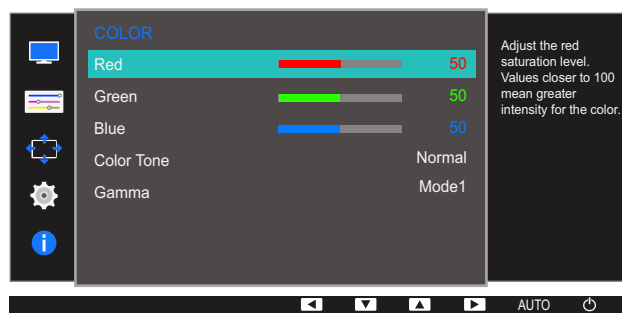 COLOR
Red 50
Green 50
Blue 50
Color Tone Normal
Gamma Mode1
Adjust the red
saturation level.
Values closer to 100
mean greater
intensity for the color.
i
AUTO